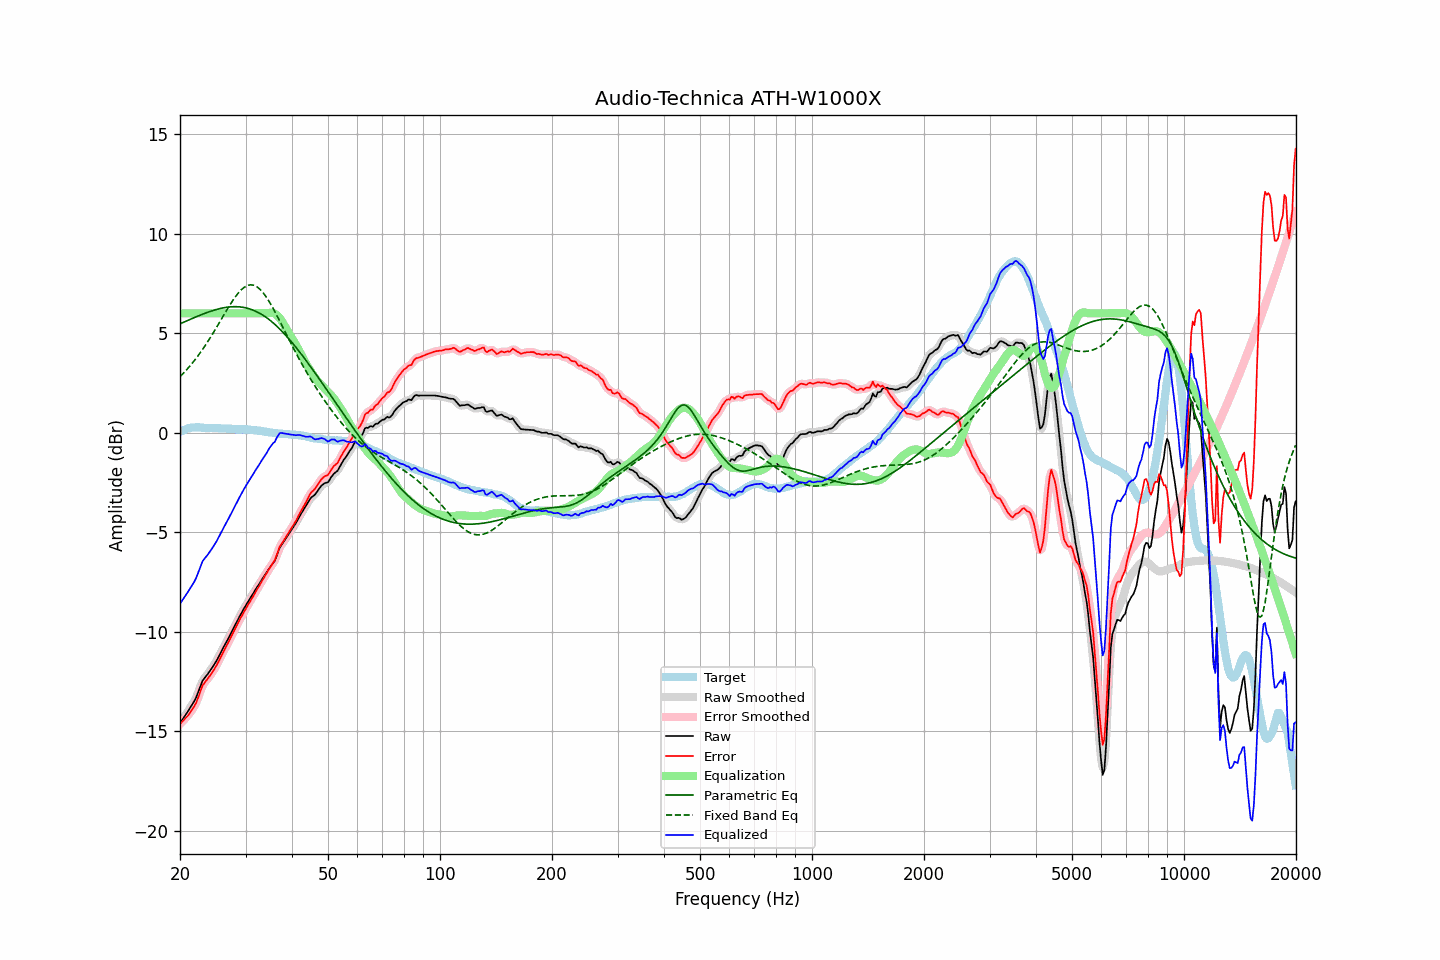 Audio-Technica ATH-W1000X
15
10
5
0
−5
−10
−15
−20
Amplitude (dBr)
Target
Raw Smoothed
Error Smoothed
Raw
Error
Equalization
Parametric Eq
Fixed Band Eq
Equalized
20 50 100 200 500 1000 2000 5000 10000 20000
Frequency (Hz)